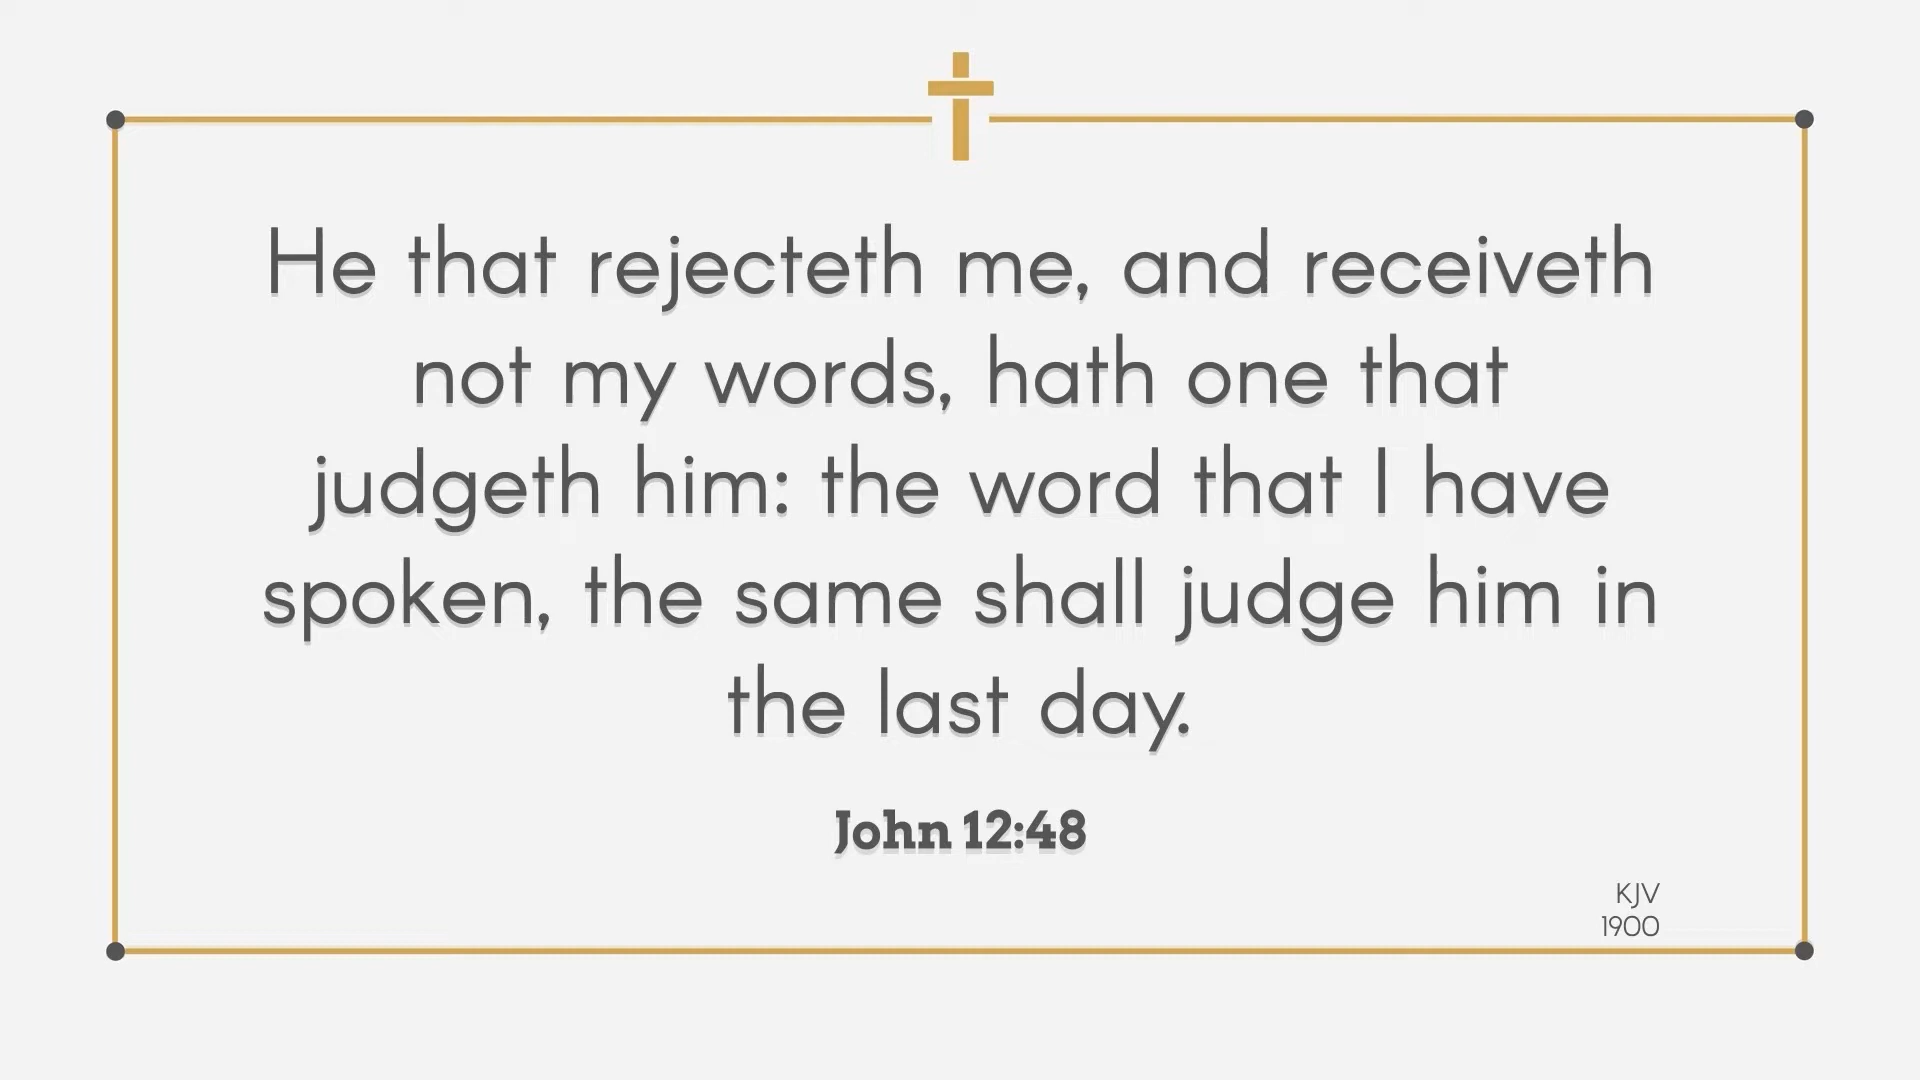 He that rejecteth me, and receiveth
not my words, hath one that
judgeth him: the word that I have
spoken, the same shall judge him in
the last day.
John 12:48
KJV
1900